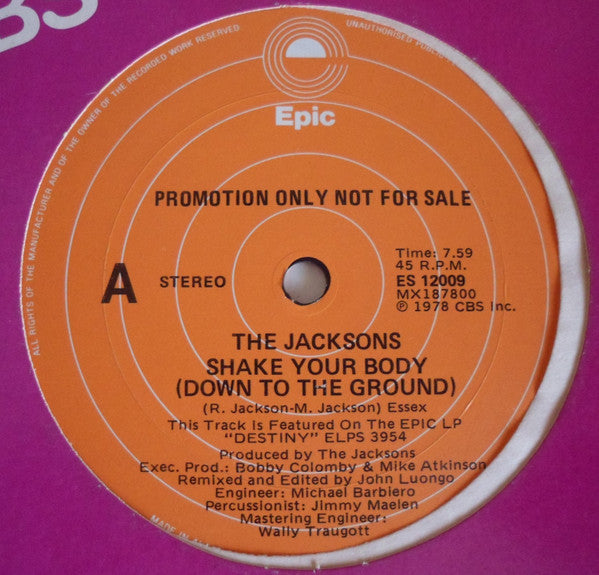 BS
ALL RIGHTS OF THE MANUFACTURER AND OF THE OWNER OF THE RECORDED WORK RESERVED
UNAUTHORISED
Epic
PROMOTION ONLY NOT FOR SALE
A
STEREO
Time: 7.59
45 R.P.M.
ES 12009
MX187800
℗ 1978 CBS Inc.
THE JACKSONS
SHAKE YOUR BODY
(DOWN TO THE GROUND)
(R. Jackson-M. Jackson) Essex
This Track Is Featured On The EPIC LP
"DESTINY" ELPS 3954
Produced by The Jacksons
Exec. Prod.: Bobby Colomby & Mike Atkinson
Remixed and Edited by John Luongo
Engineer: Michael Barbiero
Percussionist: Jimmy Maelen
Mastering Engineer:
Wally Traugott
MADE IN